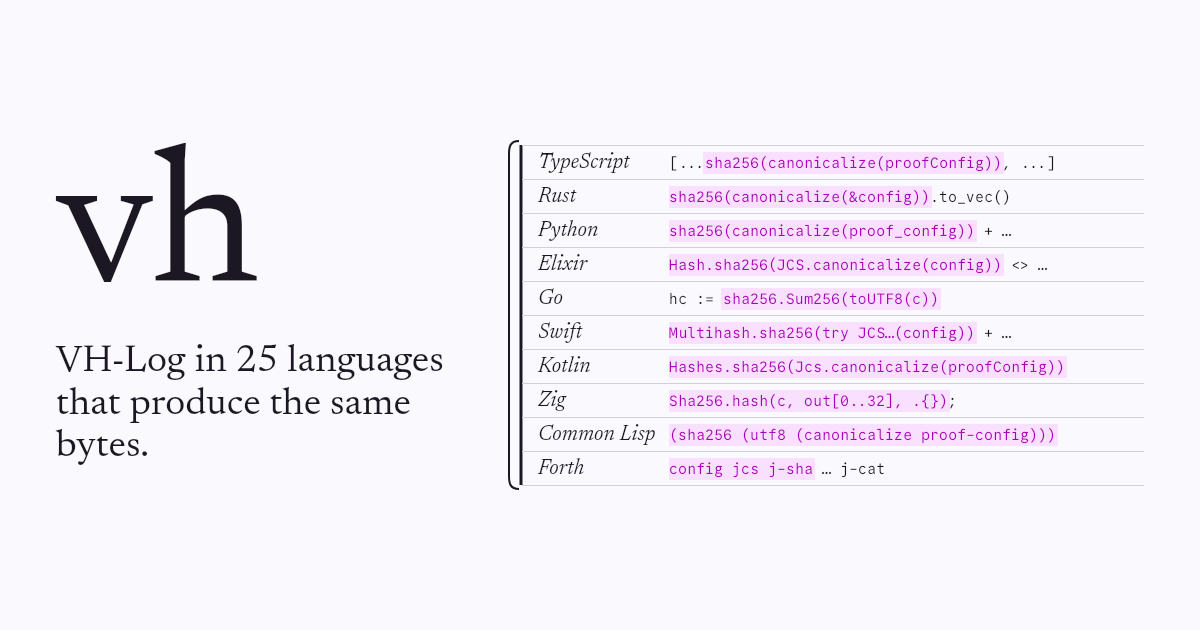 vh
VH-Log in 25 languages
that produce the same
bytes.
TypeScript [...sha256(canonicalize(proofConfig)), ...]
Rust sha256(canonicalize(&config)).to_vec()
Python sha256(canonicalize(proof_config)) + …
Elixir Hash.sha256(JCS.canonicalize(config)) <> …
Go hc := sha256.Sum256(toUTF8(c))
Swift Multihash.sha256(try JCS…(config)) + …
Kotlin Hashes.sha256(Jcs.canonicalize(proofConfig))
Zig Sha256.hash(c, out[0..32], .{});
Common Lisp (sha256 (utf8 (canonicalize proof-config)))
Forth config jcs j-sha … j-cat